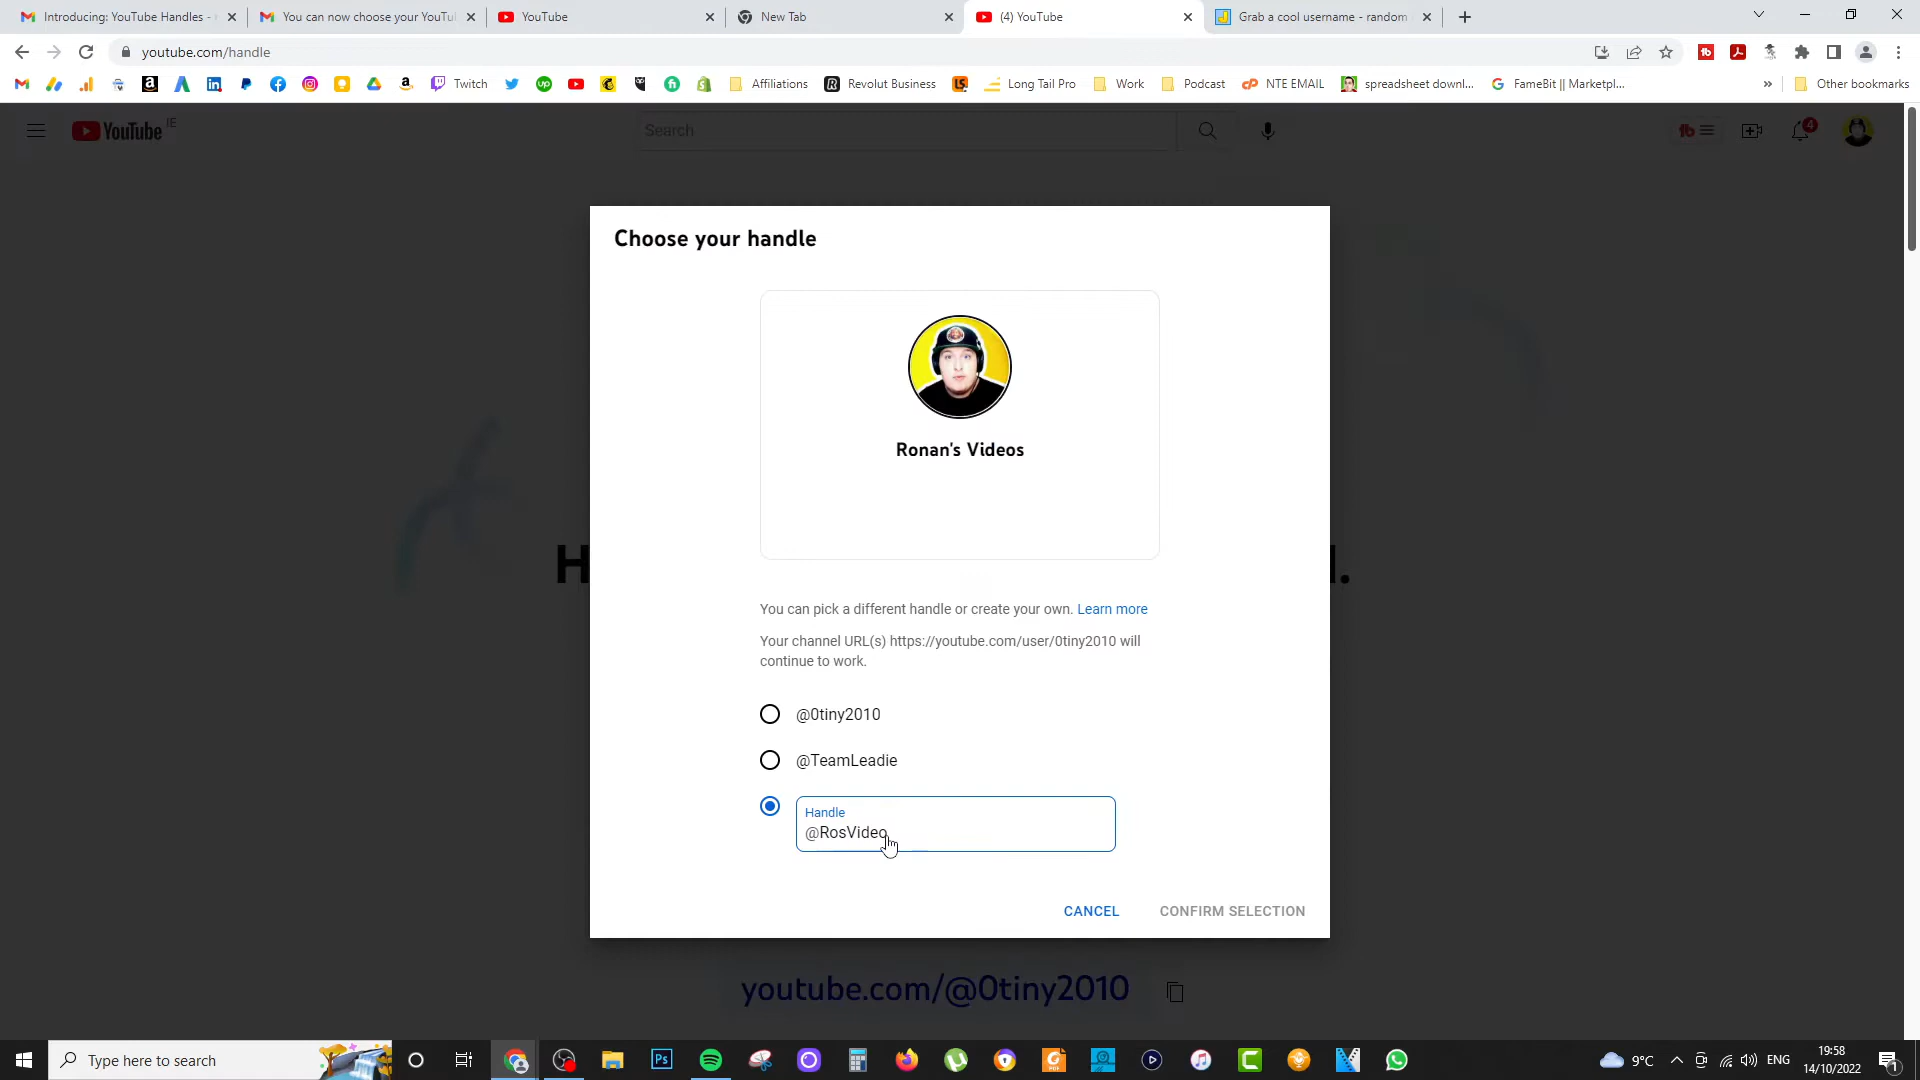 Introducing: YouTube Handles -
You can now choose your YouTu
YouTube
New Tab
(4) YouTube
Grab a cool username - random
youtube.com/handle
Twitch
Affiliations
Revolut Business
Long Tail Pro
Work
Podcast
NTE EMAIL
spreadsheet downl...
FameBit || Marketpl...
»
Other bookmarks
YouTube IE
Search
4
Choose your handle
Ronan's Videos
H
d.
You can pick a different handle or create your own. Learn more
Your channel URL(s) https://youtube.com/user/0tiny2010 will
continue to work.
@0tiny2010
@TeamLeadie
Handle
@RosVideo
CANCEL
CONFIRM SELECTION
youtube.com/@0tiny2010
Type here to search
Ps
9°C
ENG
19:58
14/10/2022
1